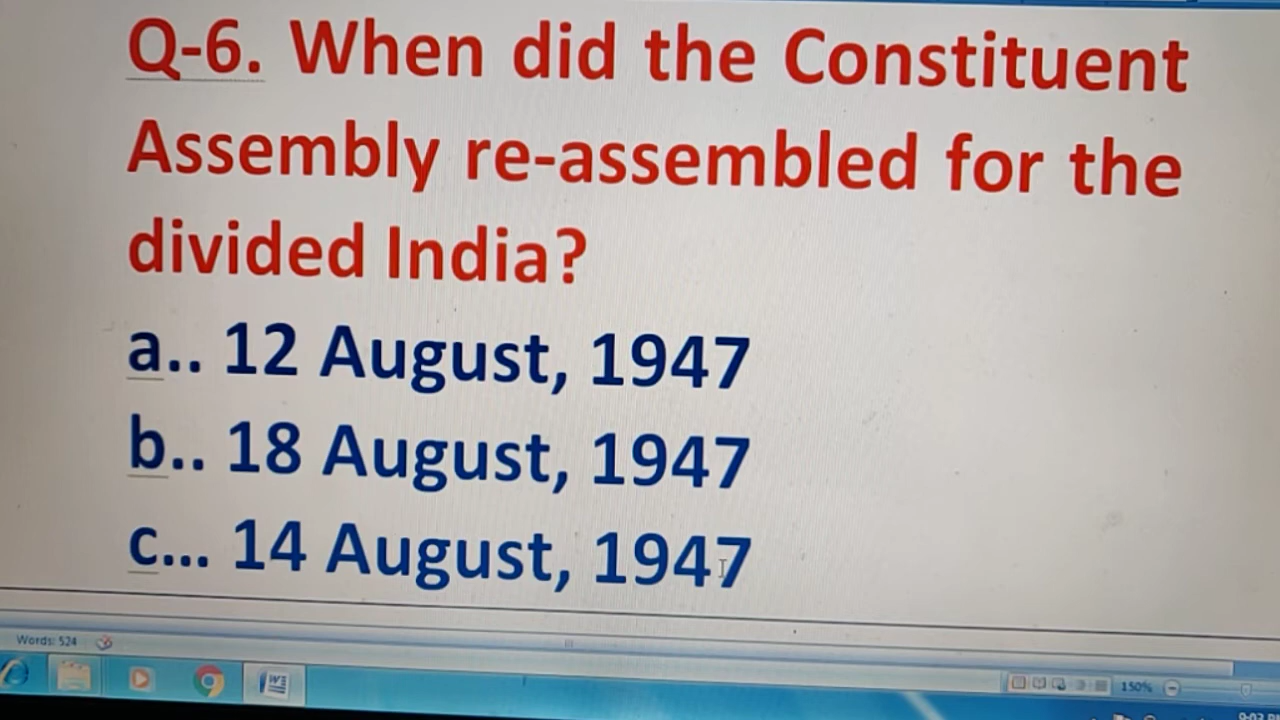 Q-6. When did the Constituent
Assembly re-assembled for the
divided India?
a.. 12 August, 1947
b.. 18 August, 1947
c... 14 August, 1947
Words: 524
150%